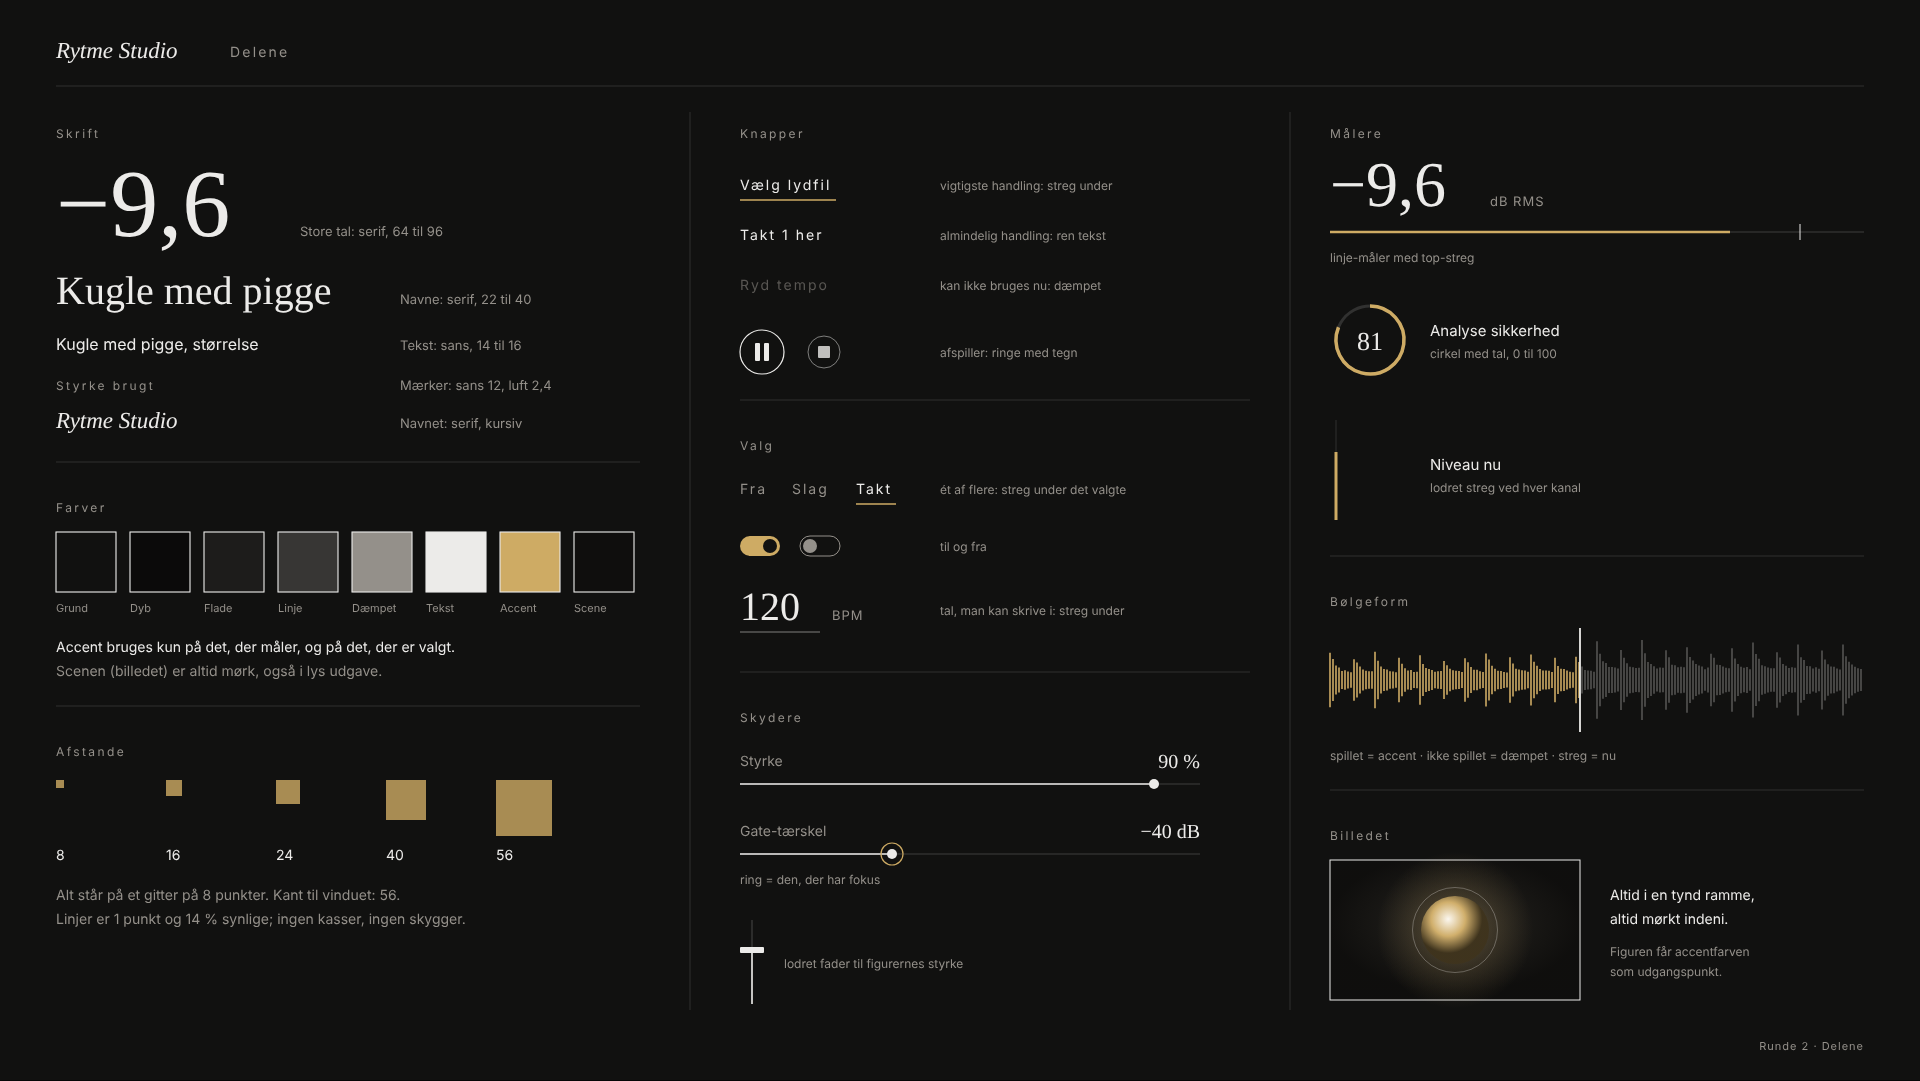 Rytme Studio
Delene
Skrift
−9,6
Store tal: serif, 64 til 96
Kugle med pigge
Navne: serif, 22 til 40
Kugle med pigge, størrelse
Tekst: sans, 14 til 16
Styrke brugt
Mærker: sans 12, luft 2,4
Rytme Studio
Navnet: serif, kursiv
Farver
Grund
Dyb
Flade
Linje
Dæmpet
Tekst
Accent
Scene
Accent bruges kun på det, der måler, og på det, der er valgt.
Scenen (billedet) er altid mørk, også i lys udgave.
Afstande
8
16
24
40
56
Alt står på et gitter på 8 punkter. Kant til vinduet: 56.
Linjer er 1 punkt og 14 % synlige; ingen kasser, ingen skygger.
Knapper
Vælg lydfil
vigtigste handling: streg under
Takt 1 her
almindelig handling: ren tekst
Ryd tempo
kan ikke bruges nu: dæmpet
afspiller: ringe med tegn
Valg
Fra
Slag
Takt
ét af flere: streg under det valgte
til og fra
120
BPM
tal, man kan skrive i: streg under
Skydere
Styrke
90 %
Gate-tærskel
−40 dB
ring = den, der har fokus
lodret fader til figurernes styrke
Målere
−9,6
dB RMS
linje-måler med top-streg
81
Analyse sikkerhed
cirkel med tal, 0 til 100
Niveau nu
lodret streg ved hver kanal
Bølgeform
spillet = accent · ikke spillet = dæmpet · streg = nu
Billedet
Altid i en tynd ramme,
altid mørkt indeni.
Figuren får accentfarven
som udgangspunkt.
Runde 2 · Delene